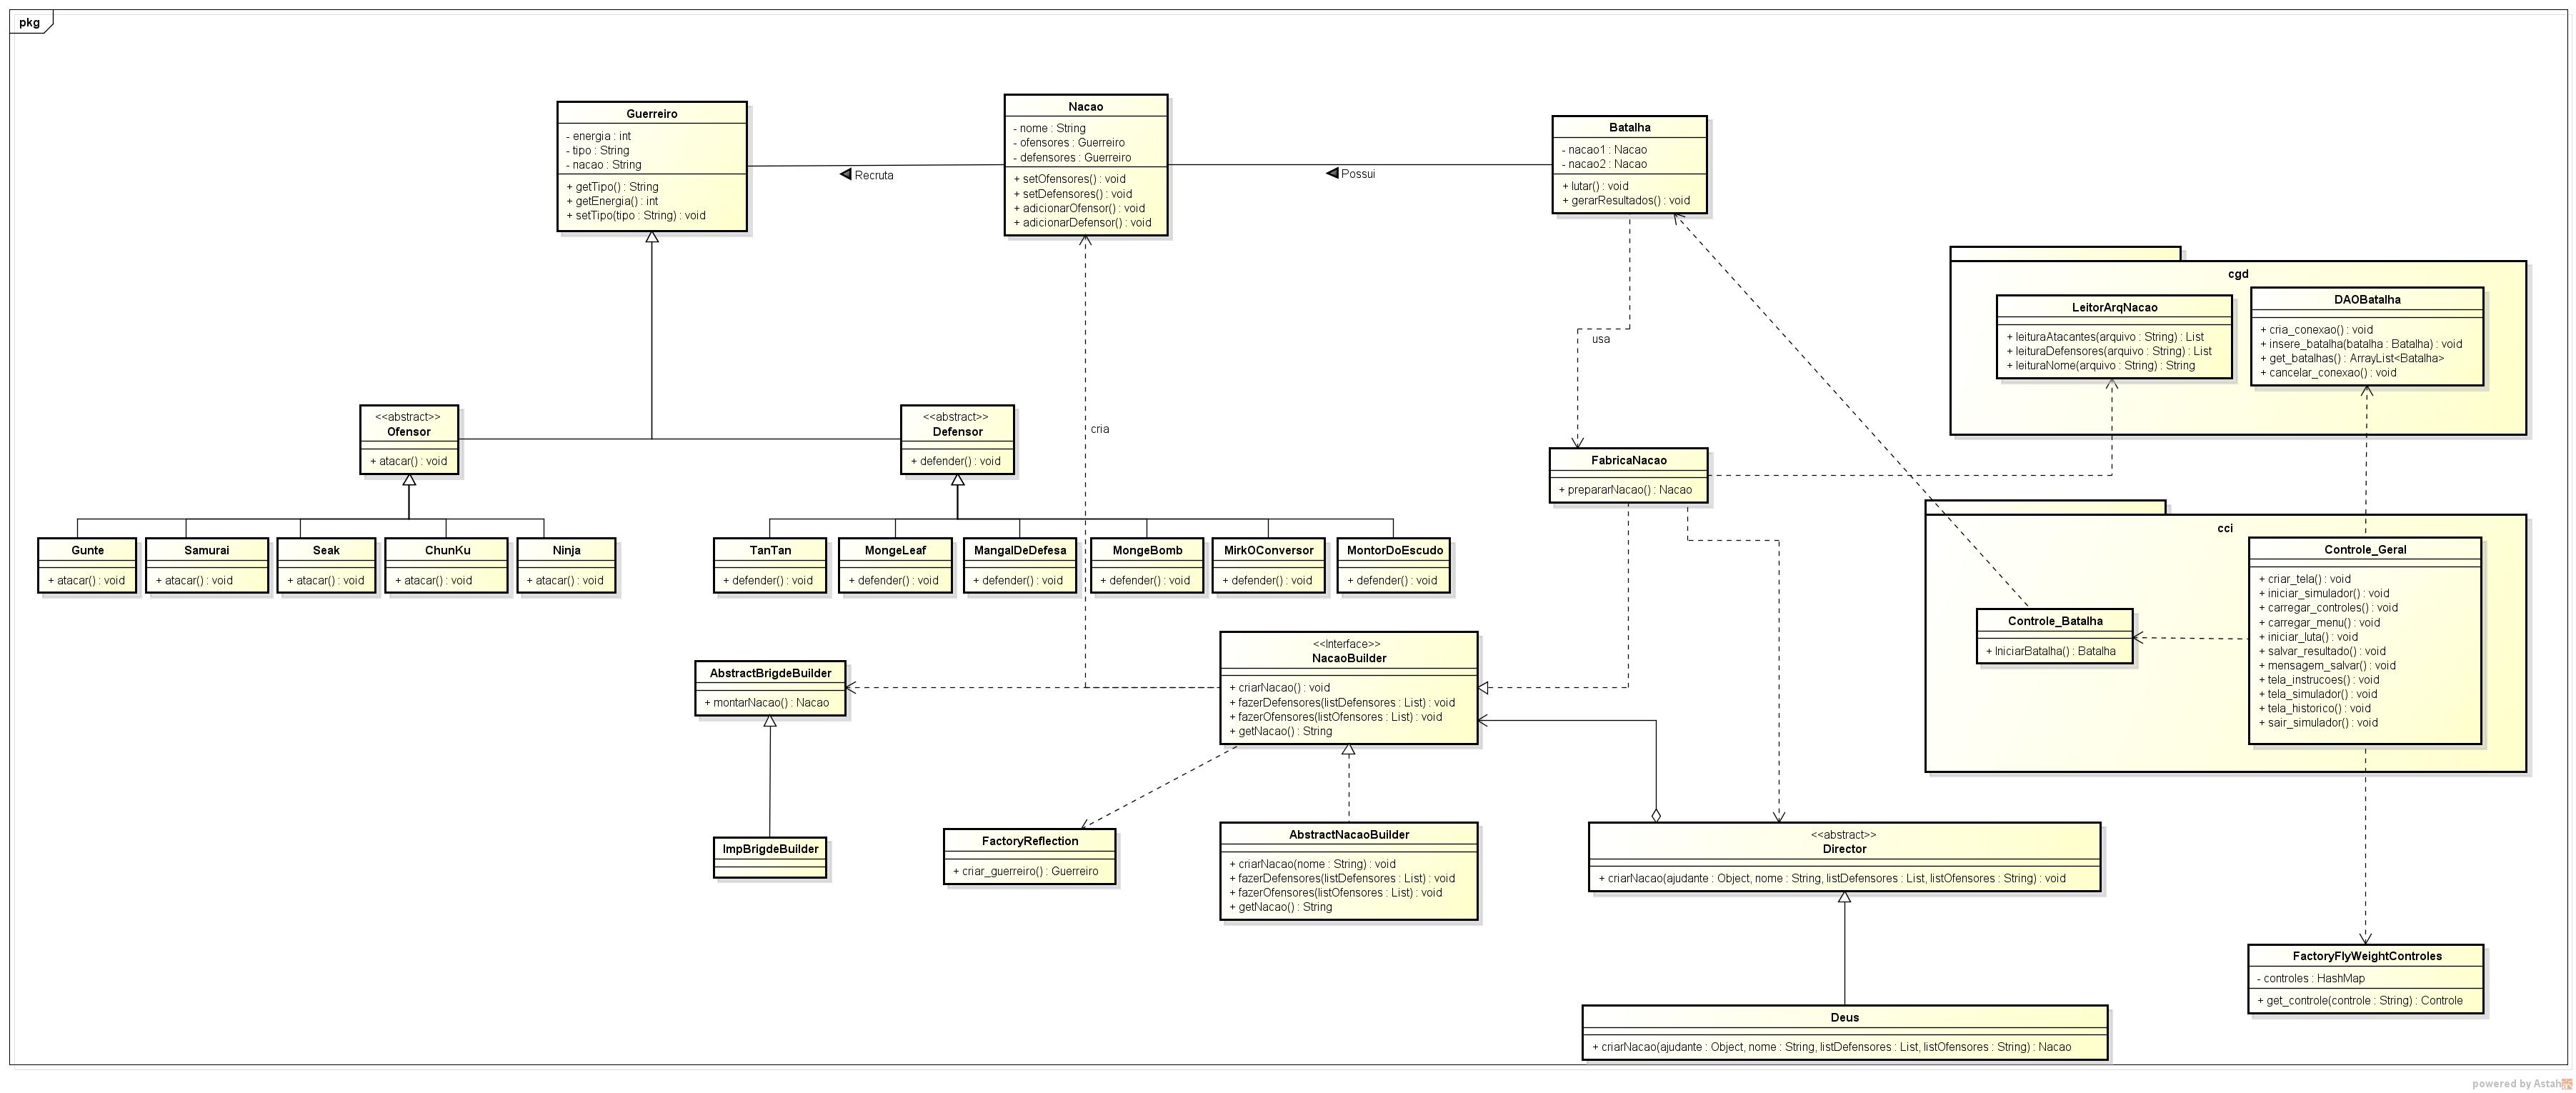 pkg
Guerreiro
- energia : int
- tipo : String
- nacao : String
+ getTipo() : String
+ getEnergia() : int
+ setTipo(tipo : String) : void
Recruta
Nacao
- nome : String
- ofensores : Guerreiro
- defensores : Guerreiro
+ setOfensores() : void
+ setDefensores() : void
+ adicionarOfensor() : void
+ adicionarDefensor() : void
Possui
Batalha
- nacao1 : Nacao
- nacao2 : Nacao
+ lutar() : void
+ gerarResultados() : void
usa
cgd
LeitorArqNacao
+ leituraAtacantes(arquivo : String) : List
+ leituraDefensores(arquivo : String) : List
+ leituraNome(arquivo : String) : String
DAOBatalha
+ cria_conexao() : void
+ insere_batalha(batalha : Batalha) : void
+ get_batalhas() : ArrayList<Batalha>
+ cancelar_conexao() : void
<<abstract>>
Ofensor
+ atacar() : void
<<abstract>>
Defensor
+ defender() : void
cria
FabricaNacao
+ prepararNacao() : Nacao
Gunte
+ atacar() : void
Samurai
+ atacar() : void
Seak
+ atacar() : void
ChunKu
+ atacar() : void
Ninja
+ atacar() : void
TanTan
+ defender() : void
MongeLeaf
+ defender() : void
MangalDeDefesa
+ defender() : void
MongeBomb
+ defender() : void
MirkOConversor
+ defender() : void
MontorDoEscudo
+ defender() : void
cci
Controle_Batalha
+ IniciarBatalha() : Batalha
Controle_Geral
+ criar_tela() : void
+ iniciar_simulador() : void
+ carregar_controles() : void
+ carregar_menu() : void
+ iniciar_luta() : void
+ salvar_resultado() : void
+ mensagem_salvar() : void
+ tela_instrucoes() : void
+ tela_simulador() : void
+ tela_historico() : void
+ sair_simulador() : void
AbstractBrigdeBuilder
+ montarNacao() : Nacao
<<Interface>>
NacaoBuilder
+ criarNacao() : void
+ fazerDefensores(listDefensores : List) : void
+ fazerOfensores(listOfensores : List) : void
+ getNacao() : String
ImpBrigdeBuilder
FactoryReflection
+ criar_guerreiro() : Guerreiro
AbstractNacaoBuilder
+ criarNacao(nome : String) : void
+ fazerDefensores(listDefensores : List) : void
+ fazerOfensores(listOfensores : List) : void
+ getNacao() : String
<<abstract>>
Director
+ criarNacao(ajudante : Object, nome : String, listDefensores : List, listOfensores : String) : void
Deus
+ criarNacao(ajudante : Object, nome : String, listDefensores : List, listOfensores : String) : Nacao
FactoryFlyWeightControles
- controles : HashMap
+ get_controle(controle : String) : Controle
powered by Astah